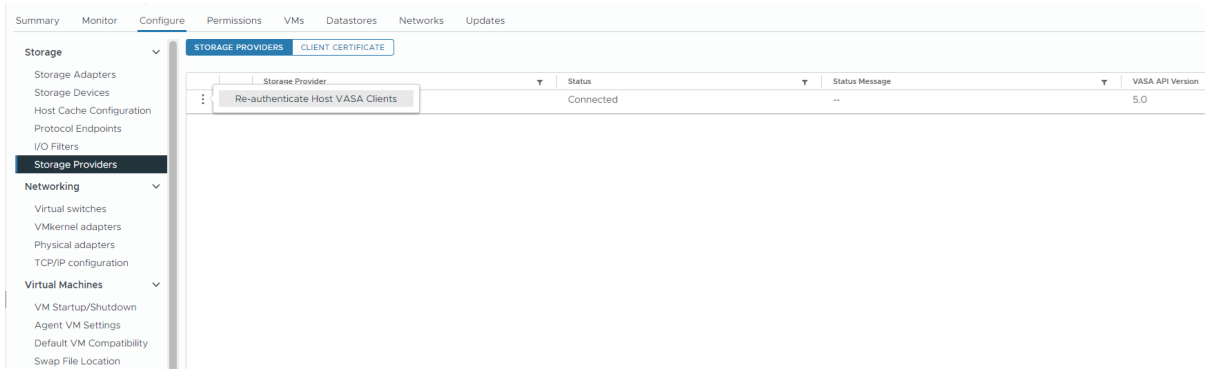 Summary Monitor Configure Permissions VMs Datastores Networks Updates
Storage
Storage Adapters
Storage Devices
Host Cache Configuration
Protocol Endpoints
I/O Filters
Storage Providers
Networking
Virtual switches
VMkernel adapters
Physical adapters
TCP/IP configuration
Virtual Machines
VM Startup/Shutdown
Agent VM Settings
Default VM Compatibility
Swap File Location
STORAGE PROVIDERS CLIENT CERTIFICATE
Storage Provider Status Status Message VASA API Version
Re-authenticate Host VASA Clients Connected -- 5.0